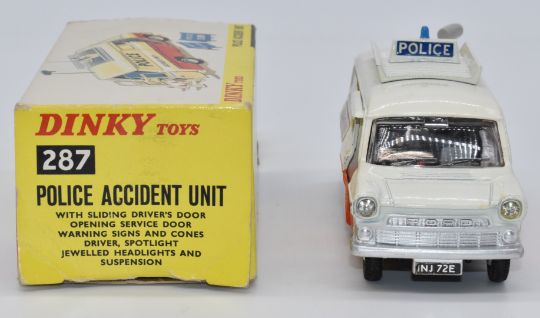 DINKY TOYS
287
POLICE ACCIDENT UNIT
WITH SLIDING DRIVER'S DOOR
OPENING SERVICE DOOR
WARNING SIGNS AND CONES
DRIVER, SPOTLIGHT
JEWELLED HEADLIGHTS AND
SUSPENSION
POLICE
FORD
NJ 72E